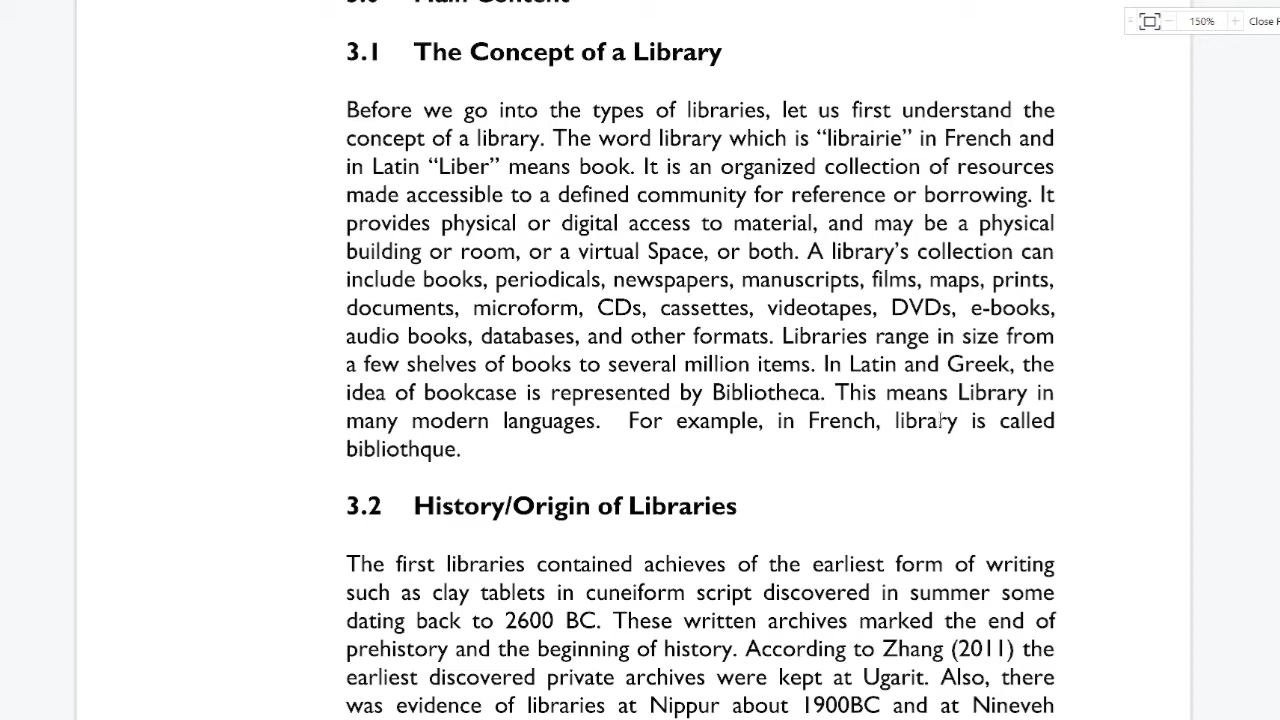 150%
Close
3.1 The Concept of a Library
Before we go into the types of libraries, let us first understand the
concept of a library. The word library which is “librairie” in French and
in Latin “Liber” means book. It is an organized collection of resources
made accessible to a defined community for reference or borrowing. It
provides physical or digital access to material, and may be a physical
building or room, or a virtual Space, or both. A library’s collection can
include books, periodicals, newspapers, manuscripts, films, maps, prints,
documents, microform, CDs, cassettes, videotapes, DVDs, e-books,
audio books, databases, and other formats. Libraries range in size from
a few shelves of books to several million items. In Latin and Greek, the
idea of bookcase is represented by Bibliotheca. This means Library in
many modern languages. For example, in French, library is called
bibliothque.
3.2 History/Origin of Libraries
The first libraries contained achieves of the earliest form of writing
such as clay tablets in cuneiform script discovered in summer some
dating back to 2600 BC. These written archives marked the end of
prehistory and the beginning of history. According to Zhang (2011) the
earliest discovered private archives were kept at Ugarit. Also, there
was evidence of libraries at Nippur about 1900BC and at Nineveh